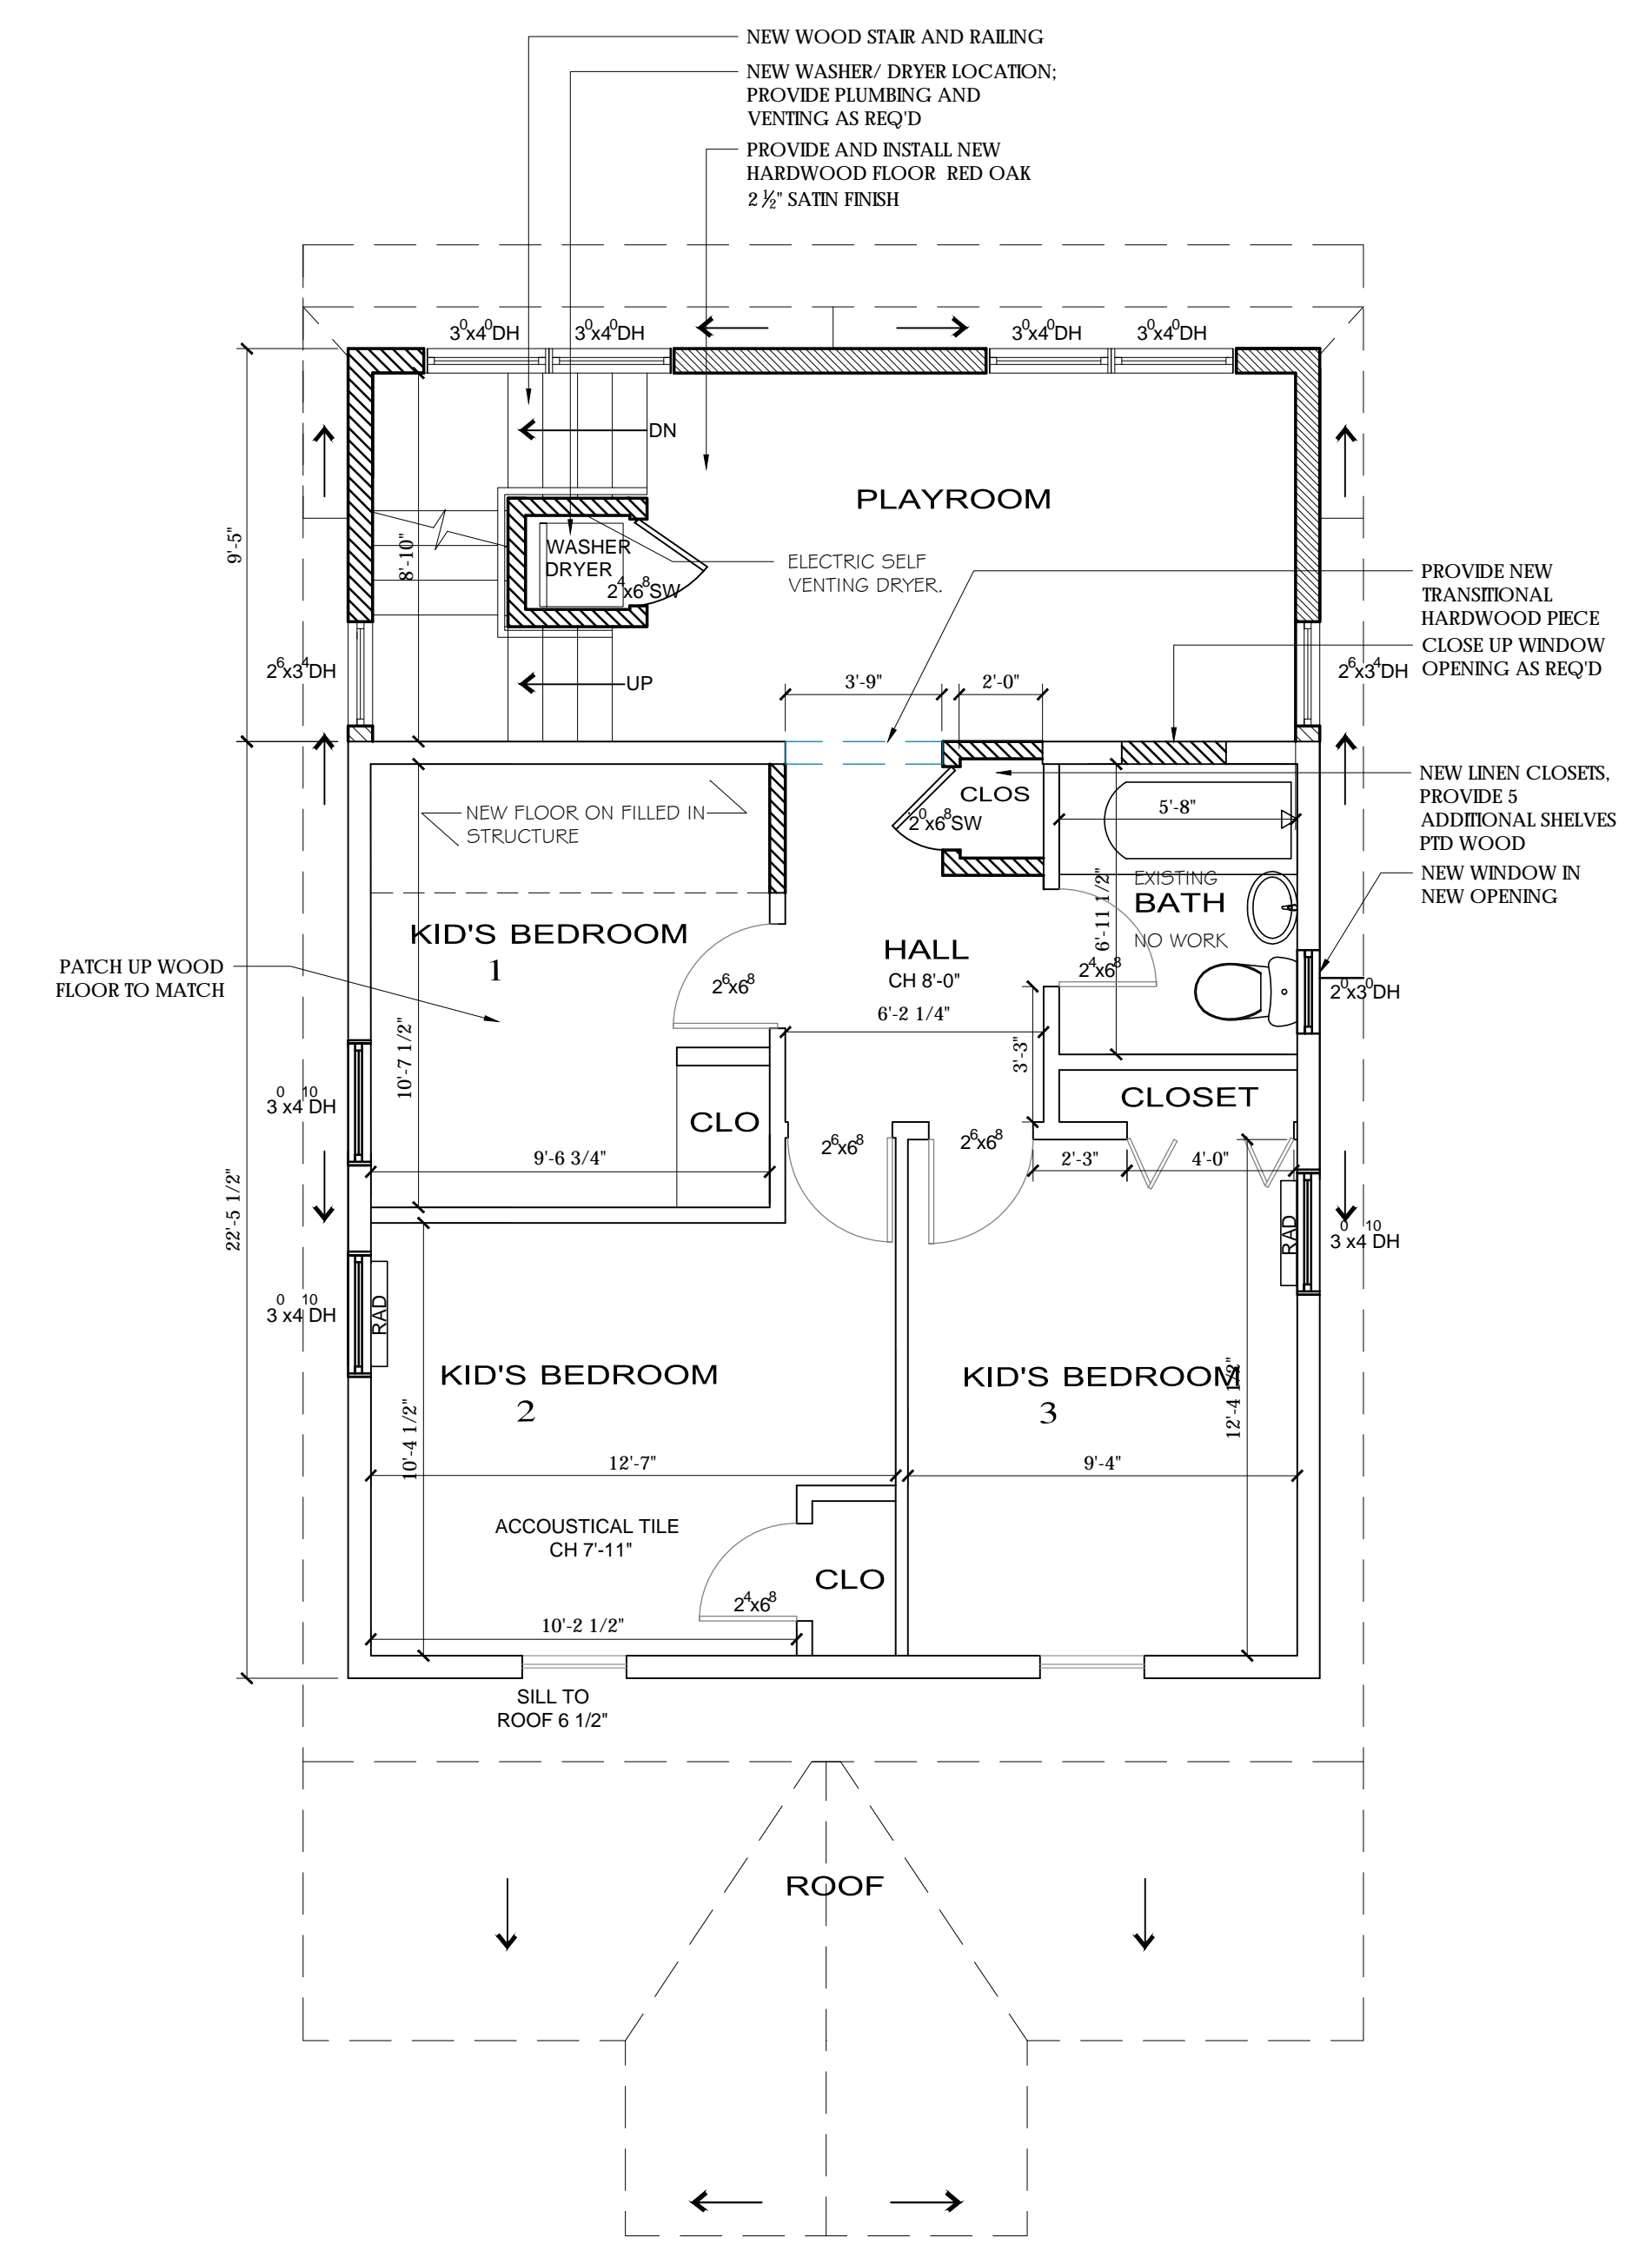 NEW WOOD STAIR AND RAILING
NEW WASHER/ DRYER LOCATION;
PROVIDE PLUMBING AND
VENTING AS REQ'D
PROVIDE AND INSTALL NEW
HARDWOOD FLOOR RED OAK
2 ½" SATIN FINISH
3⁰x4⁰DH
3⁰x4⁰DH
3⁰x4⁰DH
3⁰x4⁰DH
DN
PLAYROOM
9'-5"
8'-10"
WASHER
DRYER
2⁴x6⁸SW
ELECTRIC SELF
VENTING DRYER.
PROVIDE NEW
TRANSITIONAL
HARDWOOD PIECE
CLOSE UP WINDOW
OPENING AS REQ'D
2⁶x3⁴DH
2⁶x3⁴DH
UP
3'-9"
2'-0"
NEW LINEN CLOSETS,
PROVIDE 5
ADDITIONAL SHELVES
PTD WOOD
CLOS
2⁰x6⁸SW
5'-8"
NEW FLOOR ON FILLED IN
STRUCTURE
NEW WINDOW IN
NEW OPENING
EXISTING
BATH
NO WORK
6'-11 1/2"
2⁴x6⁸
KID'S BEDROOM
1
HALL
CH 8'-0"
6'-2 1/4"
PATCH UP WOOD
FLOOR TO MATCH
2⁶x6⁸
2⁰x3⁰DH
10'-7 1/2"
3'-3"
3⁰x4¹⁰DH
CLOSET
CLO
2⁶x6⁸
2⁶x6⁸
9'-6 3/4"
2'-3"
4'-0"
22'-5 1/2"
RAD
3⁰x4¹⁰DH
3⁰x4¹⁰DH
RAD
KID'S BEDROOM
2
KID'S BEDROOM
3
10'-4 1/2"
12'-4 1/2"
12'-7"
9'-4"
ACCOUSTICAL TILE
CH 7'-11"
CLO
2⁴x6⁸
10'-2 1/2"
SILL TO
ROOF 6 1/2"
ROOF